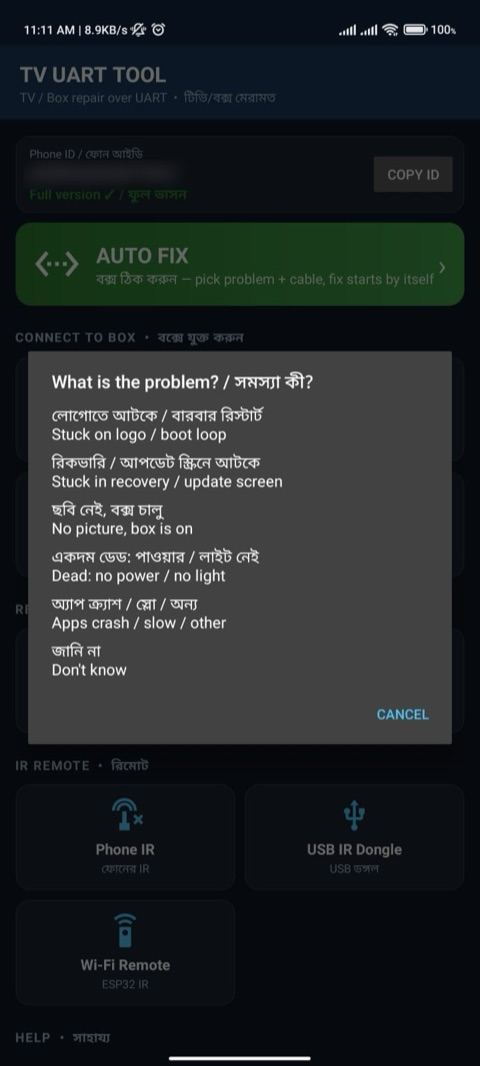 11:11 AM | 8.9KB/s
100%
TV UART TOOL
TV / Box repair over UART • টিভি/বক্স মেরামত
Phone ID / ফোন আইডি
COPY ID
Full version ✓ / ফুল ভার্সন
AUTO FIX
বক্স ঠিক করুন — pick problem + cable, fix starts by itself
CONNECT TO BOX • বক্সে যুক্ত করুন
What is the problem? / সমস্যা কী?
লোগোতে আটকে / বারবার রিস্টার্ট
Stuck on logo / boot loop
রিকভারি / আপডেট স্ক্রিনে আটকে
Stuck in recovery / update screen
ছবি নেই, বক্স চালু
No picture, box is on
একদম ডেড: পাওয়ার / লাইট নেই
Dead: no power / no light
অ্যাপ ক্র্যাশ / স্লো / অন্য
Apps crash / slow / other
জানি না
Don't know
CANCEL
IR REMOTE • রিমোট
Phone IR
ফোনের IR
USB IR Dongle
USB ডঙ্গল
Wi-Fi Remote
ESP32 IR
HELP • সাহায্য